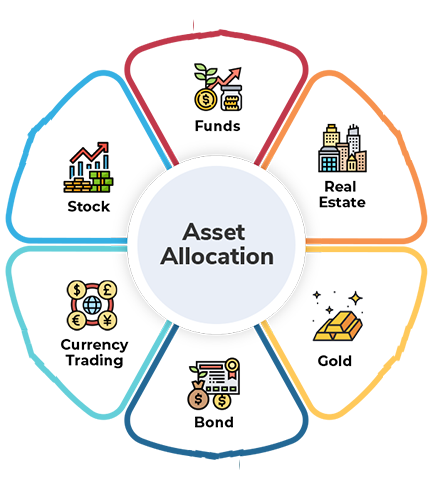 Funds
Real
Estate
Stock
Asset
Allocation
Currency
Trading
Gold
Bond